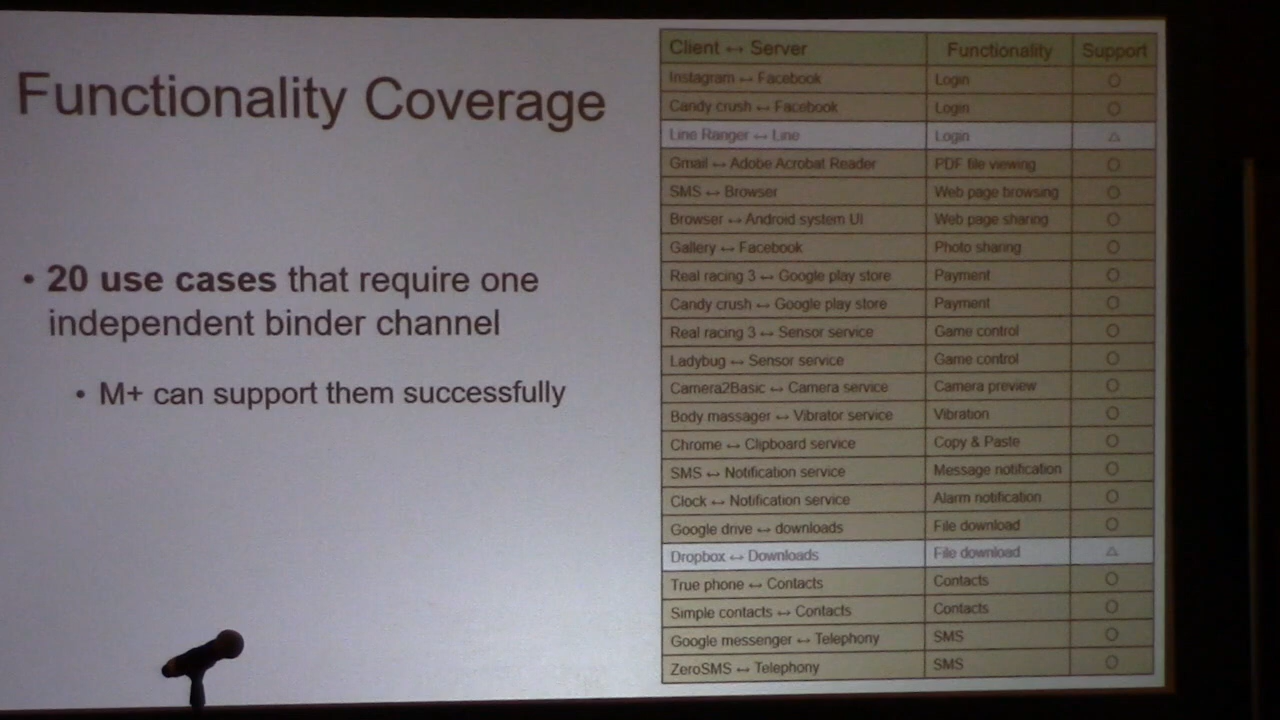 Functionality Coverage
• 20 use cases that require one
independent binder channel
• M+ can support them successfully
Client ↔ Server Functionality Support
Instagram ↔ Facebook Login ○
Candy crush ↔ Facebook Login ○
Line Ranger ↔ Line Login △
Gmail ↔ Adobe Acrobat Reader PDF file viewing ○
SMS ↔ Browser Web page browsing ○
Browser ↔ Android system UI Web page sharing ○
Gallery ↔ Facebook Photo sharing ○
Real racing 3 ↔ Google play store Payment ○
Candy crush ↔ Google play store Payment ○
Real racing 3 ↔ Sensor service Game control ○
Ladybug ↔ Sensor service Game control ○
Camera2Basic ↔ Camera service Camera preview ○
Body massager ↔ Vibrator service Vibration ○
Chrome ↔ Clipboard service Copy & Paste ○
SMS ↔ Notification service Message notification ○
Clock ↔ Notification service Alarm notification ○
Google drive ↔ downloads File download ○
Dropbox ↔ Downloads File download △
True phone ↔ Contacts Contacts ○
Simple contacts ↔ Contacts Contacts ○
Google messenger ↔ Telephony SMS ○
ZeroSMS ↔ Telephony SMS ○